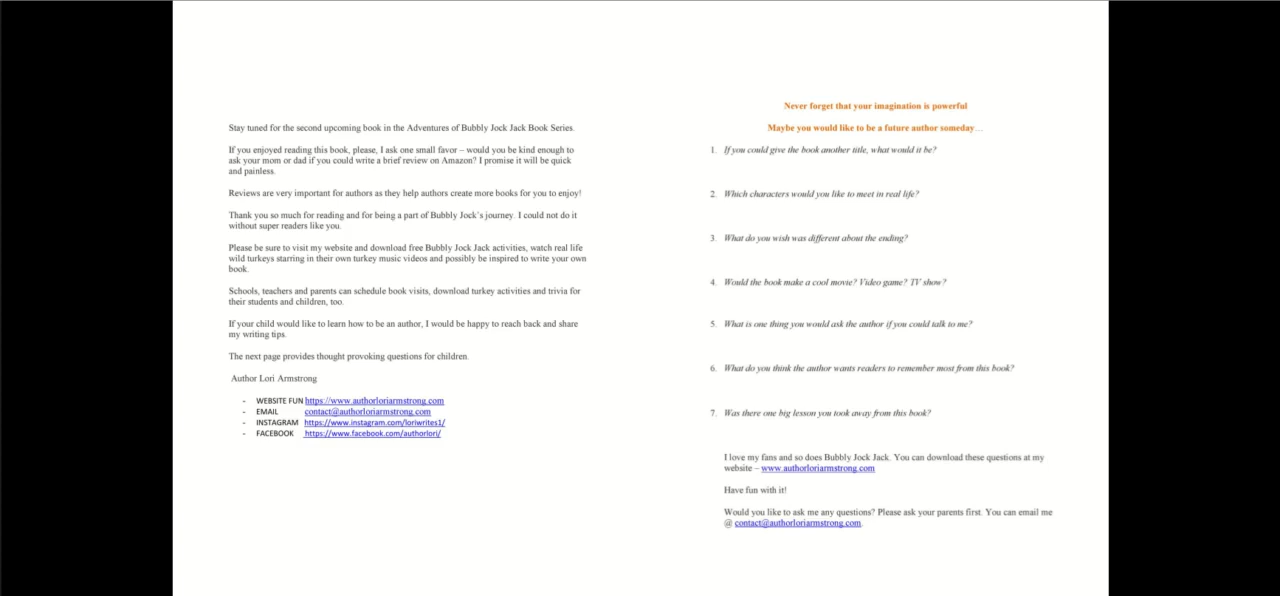 Stay tuned for the second upcoming book in the Adventures of Bubbly Jock Jack Book Series.
If you enjoyed reading this book, please, I ask one small favor – would you be kind enough to
ask your mom or dad if you could write a brief review on Amazon? I promise it will be quick
and painless.
Reviews are very important for authors as they help authors create more books for you to enjoy!
Thank you so much for reading and for being a part of Bubbly Jock's journey. I could not do it
without super readers like you.
Please be sure to visit my website and download free Bubbly Jock Jack activities, watch real life
wild turkeys starring in their own turkey music videos and possibly be inspired to write your own
book.
Schools, teachers and parents can schedule book visits, download turkey activities and trivia for
their students and children, too.
If your child would like to learn how to be an author, I would be happy to reach back and share
my writing tips.
The next page provides thought provoking questions for children.
Author Lori Armstrong
- WEBSITE FUN https://www.authorloriarmstrong.com
- EMAIL contact@authorloriarmstrong.com
- INSTAGRAM https://www.instagram.com/loriwrites1/
- FACEBOOK https://www.facebook.com/authorlori/
Never forget that your imagination is powerful
Maybe you would like to be a future author someday…
1. If you could give the book another title, what would it be?
2. Which characters would you like to meet in real life?
3. What do you wish was different about the ending?
4. Would the book make a cool movie? Video game? TV show?
5. What is one thing you would ask the author if you could talk to me?
6. What do you think the author wants readers to remember most from this book?
7. Was there one big lesson you took away from this book?
I love my fans and so does Bubbly Jock Jack. You can download these questions at my
website – www.authorloriarmstrong.com
Have fun with it!
Would you like to ask me any questions? Please ask your parents first. You can email me
@ contact@authorloriarmstrong.com.